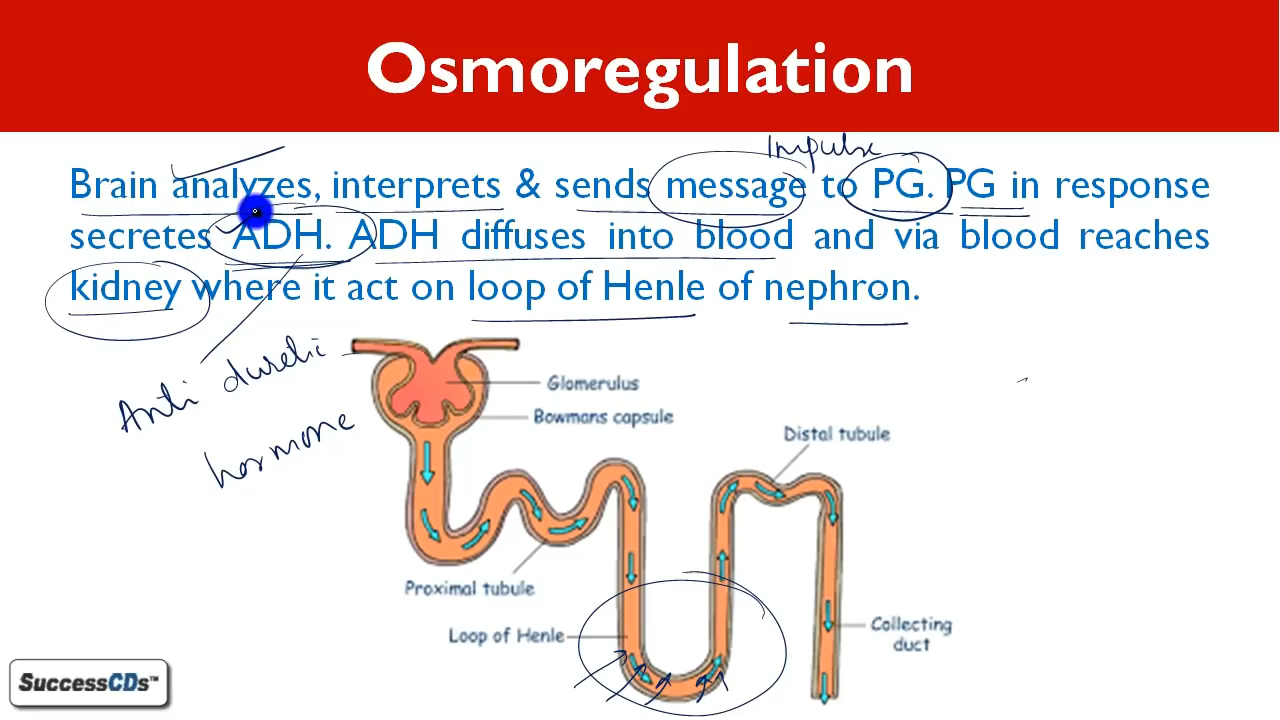 Osmoregulation
Impulse
Brain analyzes, interprets & sends message to PG. PG in response
secretes ADH. ADH diffuses into blood and via blood reaches
kidney where it act on loop of Henle of nephron.
Anti duretic
hormone
Glomerulus
Bowmans capsule
Distal tubule
Proximal tubule
Loop of Henle
Collecting
duct
SuccessCDs™